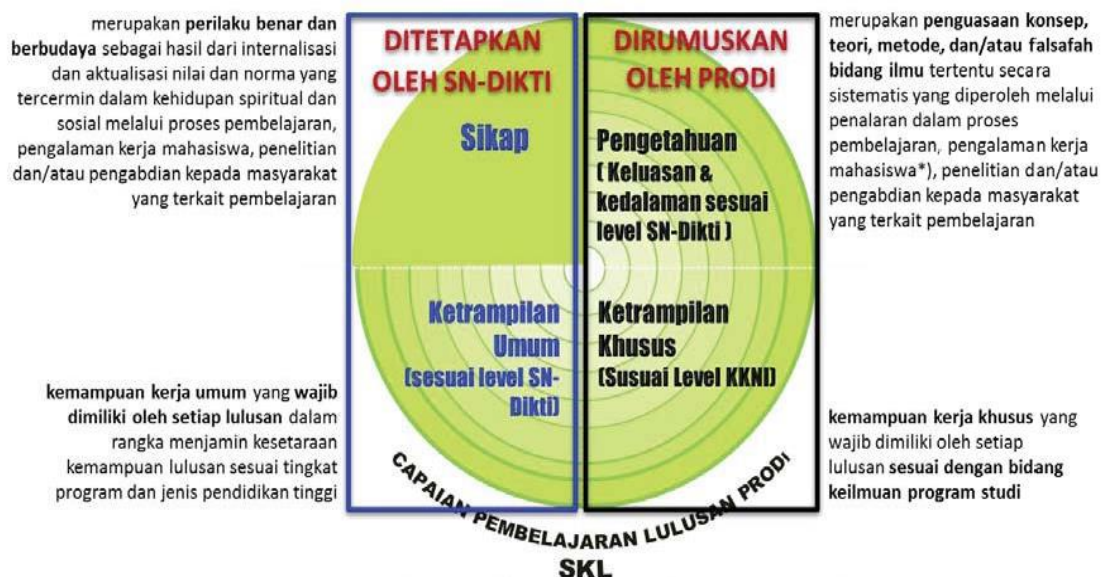 merupakan perilaku benar dan
berbudaya sebagai hasil dari internalisasi
dan aktualisasi nilai dan norma yang
tercermin dalam kehidupan spiritual dan
sosial melalui proses pembelajaran,
pengalaman kerja mahasiswa, penelitian
dan/atau pengabdian kepada masyarakat
yang terkait pembelajaran
DITETAPKAN
OLEH SN-DIKTI
Sikap
DIRUMUSKAN
OLEH PRODI
Pengetahuan
( Keluasan &
kedalaman sesuai
level SN-Dikti )
merupakan penguasaan konsep,
teori, metode, dan/atau falsafah
bidang ilmu tertentu secara
sistematis yang diperoleh melalui
penalaran dalam proses
pembelajaran, pengalaman kerja
mahasiswa*), penelitian dan/atau
pengabdian kepada masyarakat
yang terkait pembelajaran
kemampuan kerja umum yang wajib
dimiliki oleh setiap lulusan dalam
rangka menjamin kesetaraan
kemampuan lulusan sesuai tingkat
program dan jenis pendidikan tinggi
Ketrampilan
Umum
(sesuai level SN-
Dikti)
Ketrampilan
Khusus
(Susuai Level KKNI)
kemampuan kerja khusus yang
wajib dimiliki oleh setiap
lulusan sesuai dengan bidang
keilmuan program studi
CAPAIAN PEMBELAJARAN LULUSAN PRODI
SKL